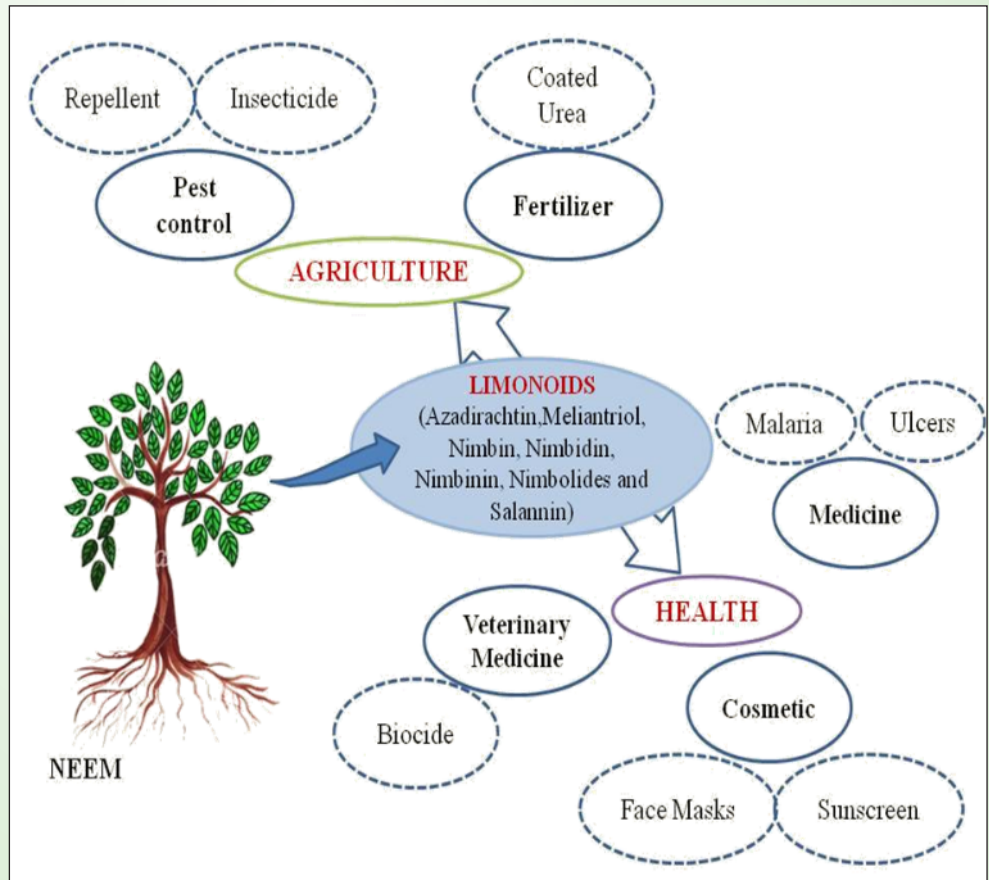 Repellent
Insecticide
Coated
Urea
Pest
control
Fertilizer
AGRICULTURE
LIMONOIDS
(Azadirachtin,Meliantriol,
Nimbin, Nimbidin,
Nimbinin, Nimbolides and
Salannin)
Malaria
Ulcers
Medicine
HEALTH
Veterinary
Medicine
Biocide
Cosmetic
Face Masks
Sunscreen
NEEM